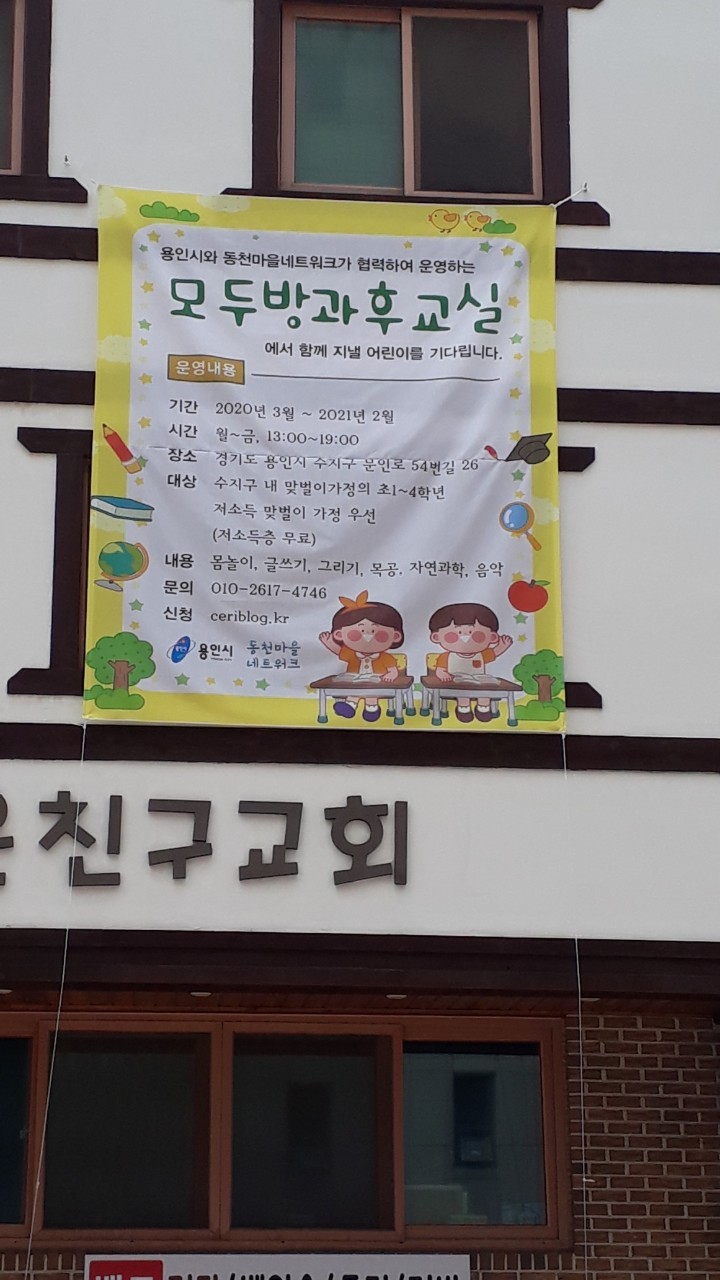 용인시와 동천마을네트워크가 협력하여 운영하는
모두방과후교실
에서 함께 지낼 어린이를 기다립니다.
운영내용
기간 2020년 3월 ~ 2021년 2월
시간 월~금, 13:00~19:00
장소 경기도 용인시 수지구 문인로 54번길 26
대상 수지구 내 맞벌이가정의 초1~4학년
저소득 맞벌이 가정 우선
(저소득층 무료)
내용 몸놀이, 글쓰기, 그리기, 목공, 자연과학, 음악
문의 010-2617-4746
신청 ceriblog.kr
용인시 동천마을
네트워크
친구교회